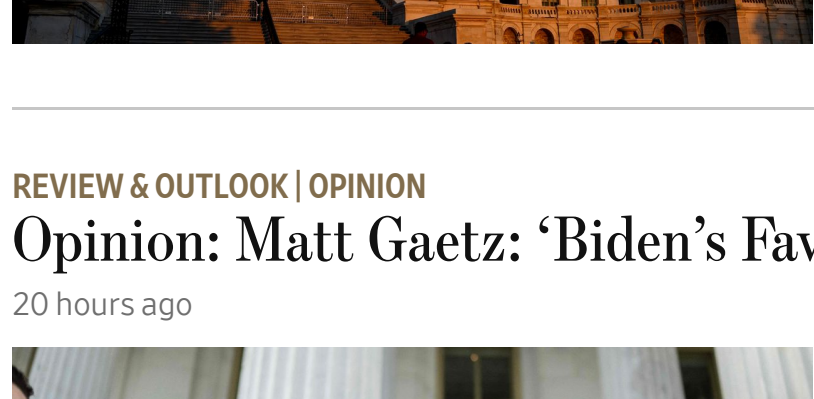 REVIEW & OUTLOOK | OPINION
Opinion: Matt Gaetz: ‘Biden’s
20 hours ago